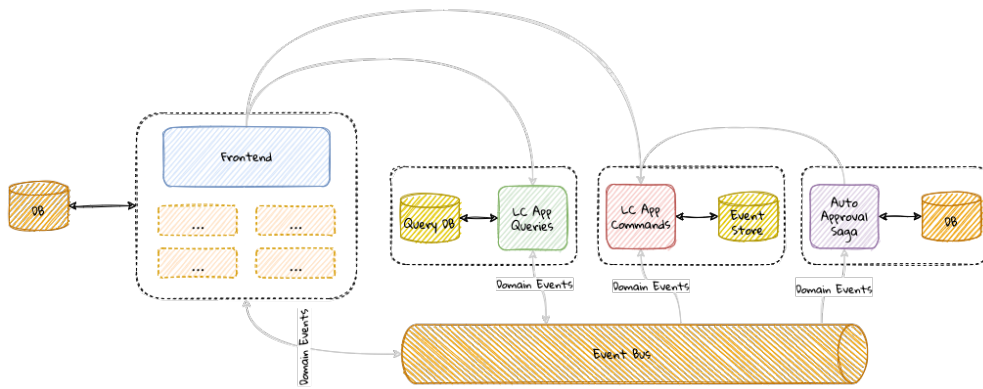 Frontend
DB
...
...
...
...
Query DB
LC App
Queries
LC App
Commands
Event
Store
Auto
Approval
Saga
DB
Domain Events
Domain Events
Domain Events
Domain Events
Event Bus